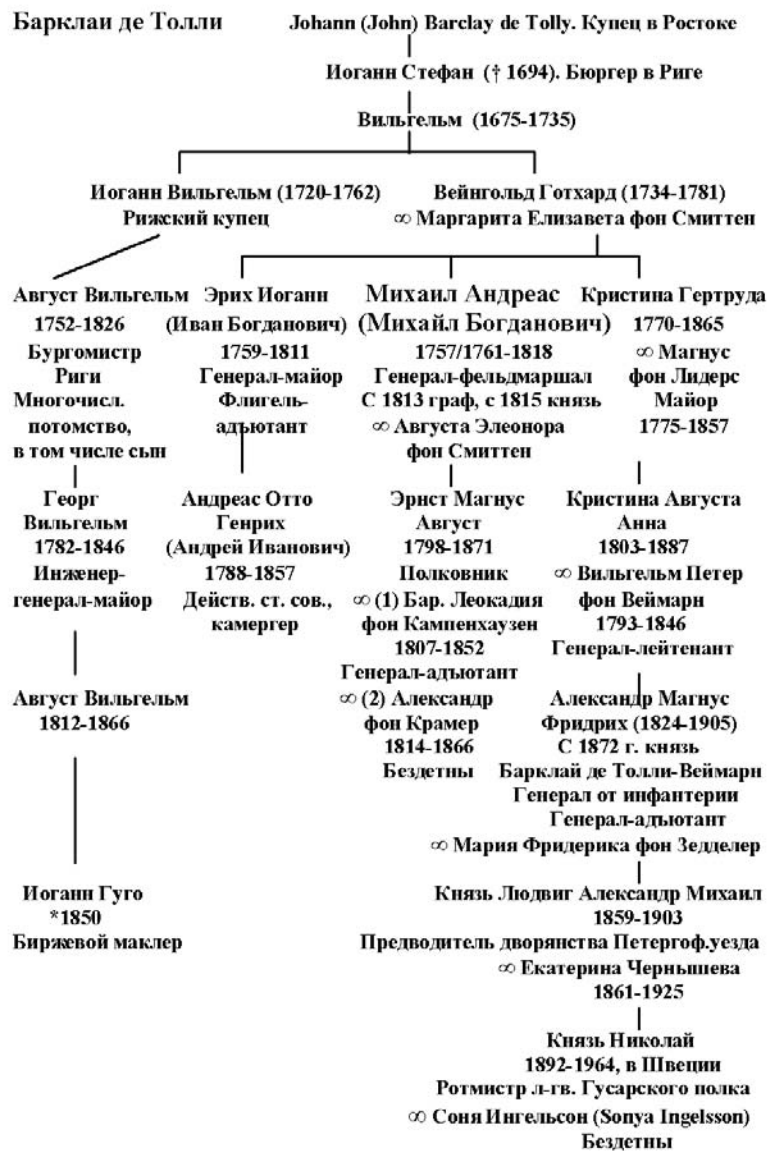 Барклаи де Толли
Johann (John) Barclay de Tolly. Купец в Ростоке
Иоганн Стефан († 1694). Бюргер в Риге
Вильгельм (1675-1735)
Иоганн Вильгельм (1720-1762)
Рижский купец
Вейнгольд Готхард (1734-1781)
∞ Маргарита Елизавета фон Смиттен
Август Вильгельм
1752-1826
Бургомистр
Риги
Многочисл.
потомство,
в том числе сын
Эрих Иоганн
(Иван Богданович)
1759-1811
Генерал-майор
Флигель-
адъютант
Михаил Андреас
(Михайл Богданович)
1757/1761-1818
Генерал-фельдмаршал
С 1813 граф, с 1815 князь
∞ Августа Элеонора
фон Смиттен
Кристина Гертруда
1770-1865
∞ Магнус
фон Лидерс
Майор
1775-1857
Георг
Вильгельм
1782-1846
Инженер-
генерал-майор
Андреас Отто
Генрих
(Андрей Иванович)
1788-1857
Действ. ст. сов.,
камергер
Эрнст Магнус
Август
1798-1871
Полковник
∞ (1) Бар. Леокадия
фон Кампенхаузен
1807-1852
Генерал-адъютант
∞ (2) Александр
фон Крамер
1814-1866
Бездетны
Кристина Августа
Анна
1803-1887
∞ Вильгельм Петер
фон Веймарн
1793-1846
Генерал-лейтенант
Август Вильгельм
1812-1866
Александр Магнус
Фридрих (1824-1905)
С 1872 г. князь
Барклай де Толли-Веймарн
Генерал от инфантерии
Генерал-адъютант
∞ Мария Фридерика фон Зедделер
Иоганн Гуго
*1850
Биржевой маклер
Князь Людвиг Александр Михаил
1859-1903
Предводитель дворянства Петергоф.уезда
∞ Екатерина Чернышева
1861-1925
Князь Николай
1892-1964, в Швеции
Ротмистр л-гв. Гусарского полка
∞ Соня Ингельсон (Sonya Ingelsson)
Бездетны